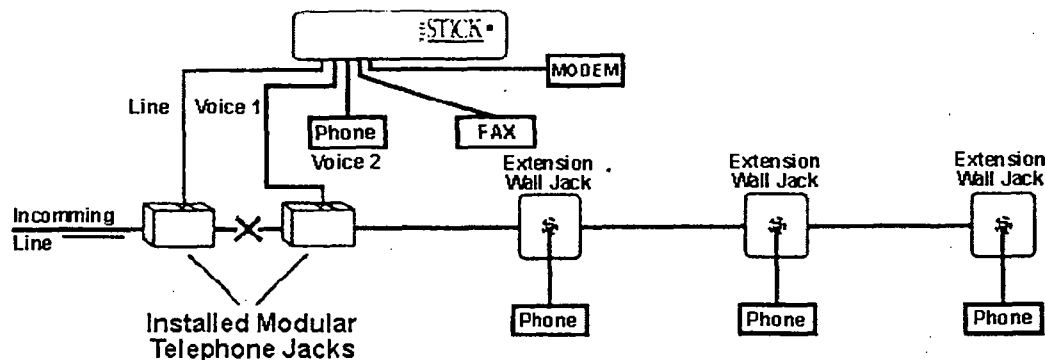 STICK
MODEM
Line
Voice 1
Phone
FAX
Voice 2
Extension
Wall Jack
Extension
Wall Jack
Extension
Wall Jack
Incomming
Line
Phone
Phone
Phone
Installed Modular
Telephone Jacks